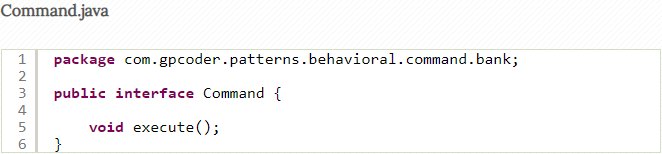 Command.java
1 package com.gpcoder.patterns.behavioral.command.bank;
2
3 public interface Command {
4
5     void execute();
6 }